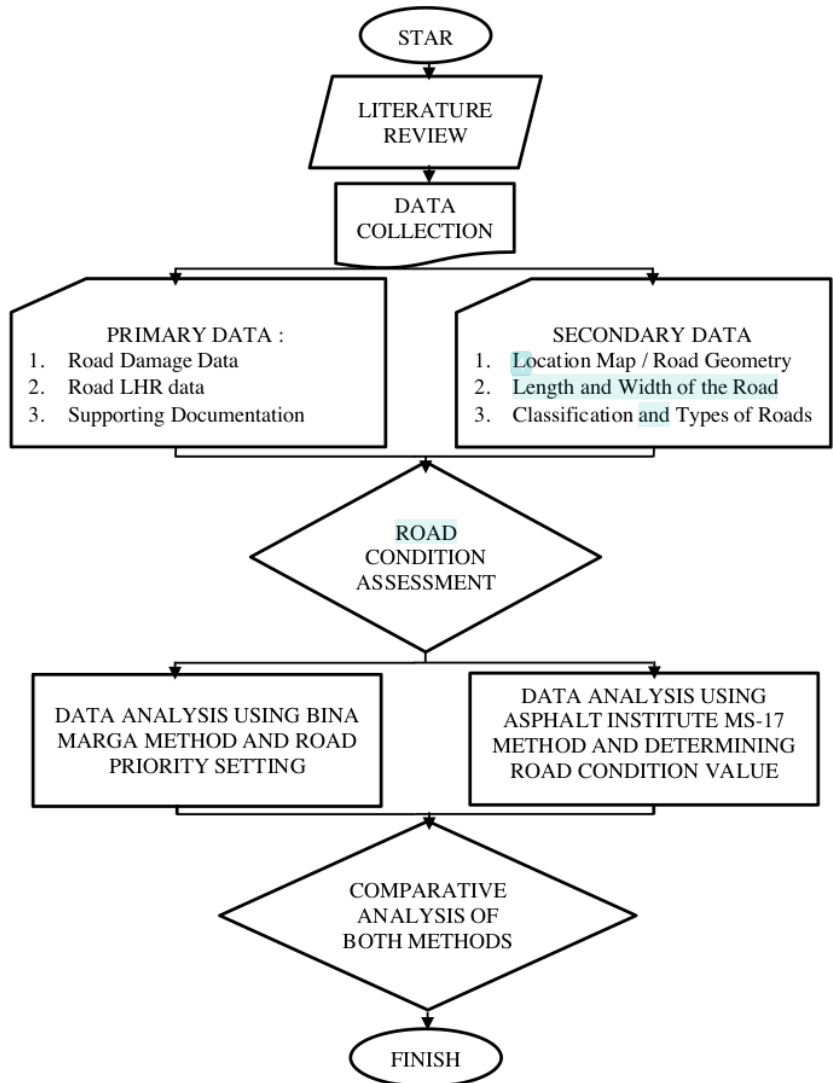 STAR
LITERATURE
REVIEW
DATA
COLLECTION
PRIMARY DATA :
1. Road Damage Data
2. Road LHR data
3. Supporting Documentation
SECONDARY DATA
1. Location Map / Road Geometry
2. Length and Width of the Road
3. Classification and Types of Roads
ROAD
CONDITION
ASSESSMENT
DATA ANALYSIS USING BINA
MARGA METHOD AND ROAD
PRIORITY SETTING
DATA ANALYSIS USING
ASPHALT INSTITUTE MS-17
METHOD AND DETERMINING
ROAD CONDITION VALUE
COMPARATIVE
ANALYSIS OF
BOTH METHODS
FINISH